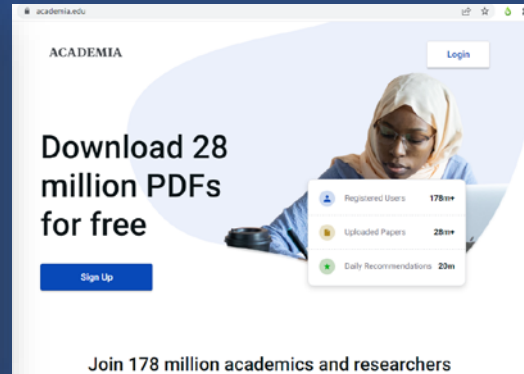 academia.edu
ACADEMIA
Login
Download 28
million PDFs
for free
Registered Users 178m+
Uploaded Papers 28m+
Daily Recommendations 20m
Sign Up
Join 178 million academics and researchers